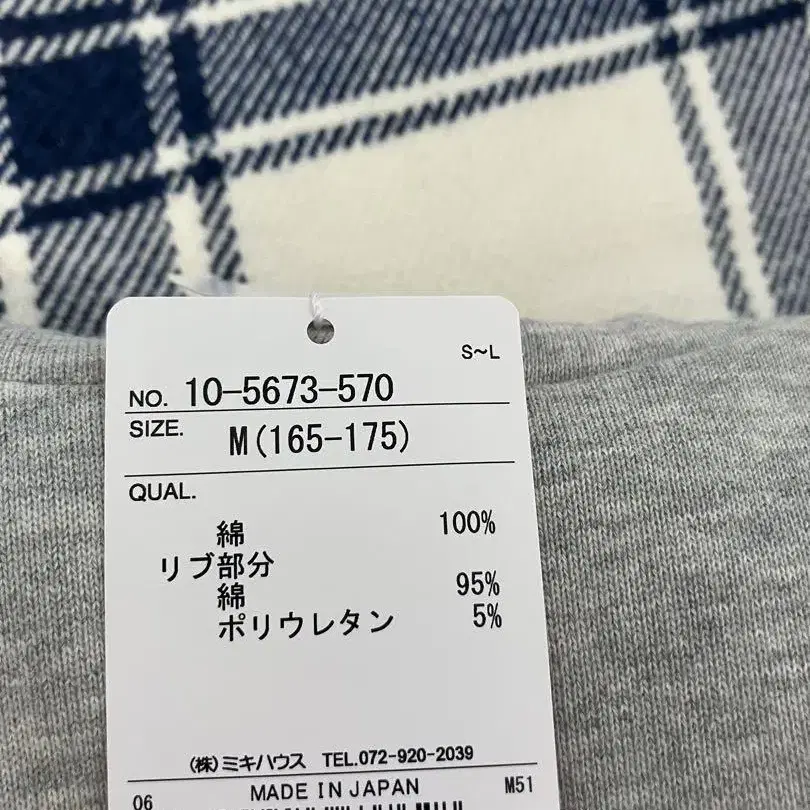 S~L
NO. 10-5673-570
SIZE. M(165-175)
QUAL.
綿 100%
リブ部分
綿 95%
ポリウレタン 5%
(株)ミキハウス TEL.072-920-2039
06 MADE IN JAPAN M51